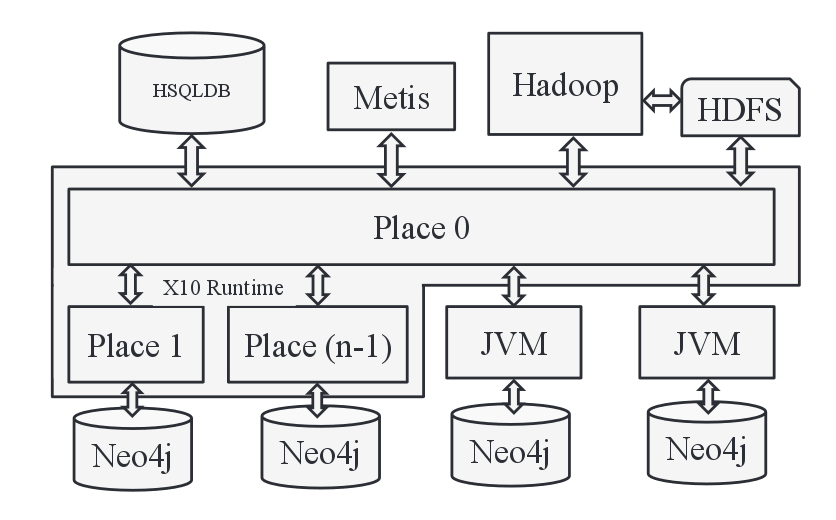 HSQLDB
Metis
Hadoop
HDFS
Place 0
X10 Runtime
Place 1
Place (n-1)
JVM
JVM
Neo4j
Neo4j
Neo4j
Neo4j